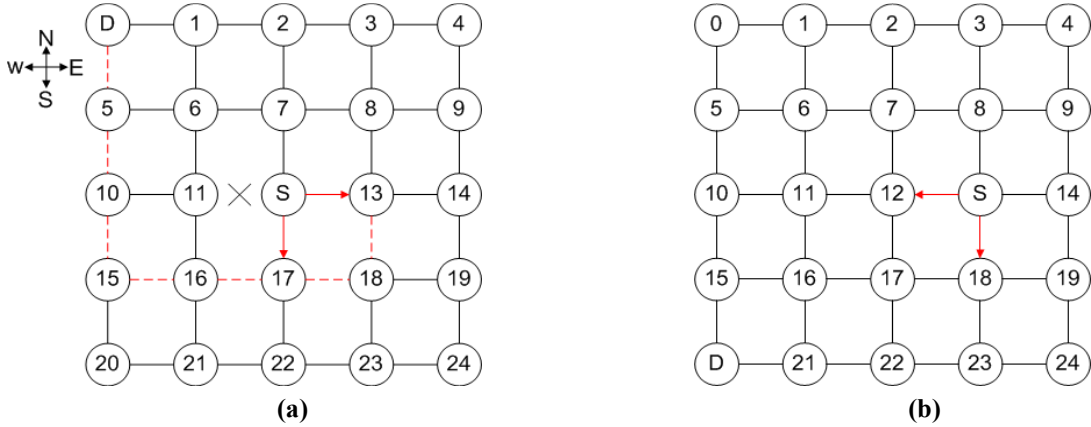 D 1 2 3 4
N
W E
S
5 6 7 8 9
10 11 S 13 14
15 16 17 18 19
20 21 22 23 24
(a)
0 1 2 3 4
5 6 7 8 9
10 11 12 S 14
15 16 17 18 19
D 21 22 23 24
(b)